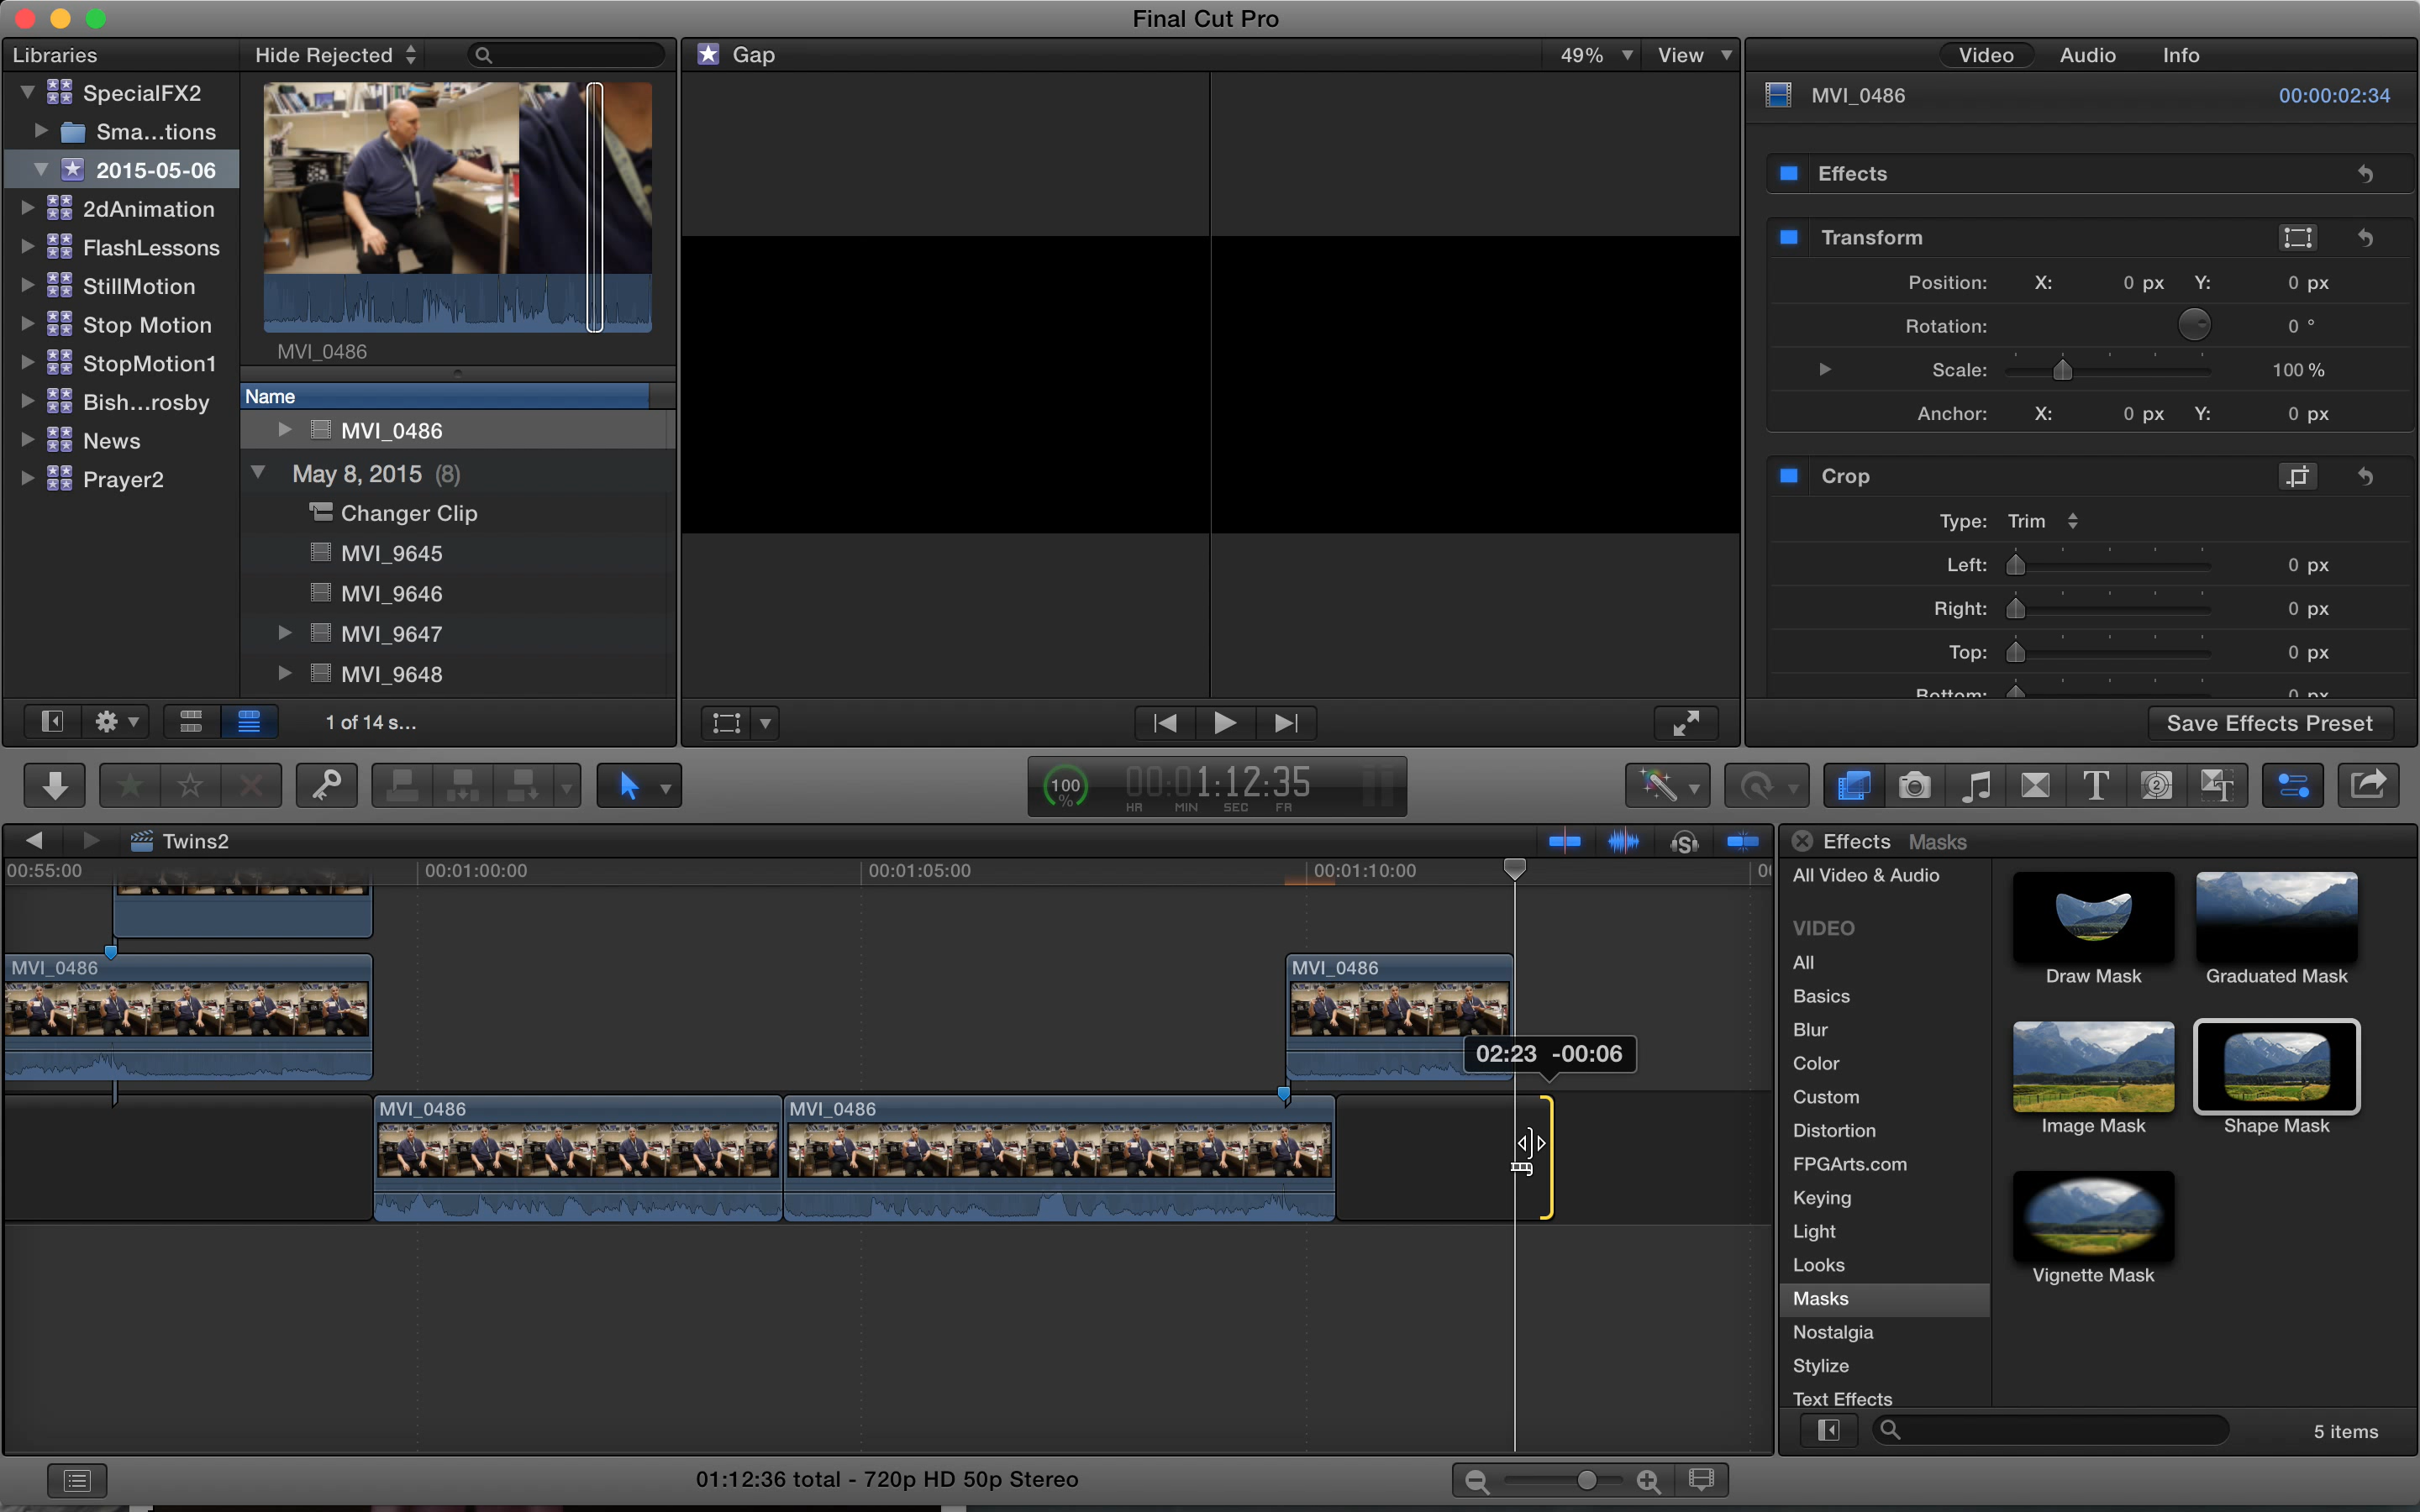 Final Cut Pro
Libraries
Hide Rejected
SpecialFX2
Sma...tions
2015-05-06
2dAnimation
FlashLessons
StillMotion
Stop Motion
StopMotion1
Bish...rosby
News
Prayer2
MVI_0486
Name
MVI_0486
May 8, 2015 (8)
Changer Clip
MVI_9645
MVI_9646
MVI_9647
MVI_9648
1 of 14 s...
Gap
49%
View
Video Audio Info
MVI_0486 00:00:02:34
Effects
Transform
Position: X: 0 px Y: 0 px
Rotation: 0 °
Scale: 100 %
Anchor: X: 0 px Y: 0 px
Crop
Type: Trim
Left: 0 px
Right: 0 px
Top: 0 px
Bottom: 0 px
Save Effects Preset
100 %
00:01:12:35
HR MIN SEC FR
Twins2
00:55:00 00:01:00:00 00:01:05:00 00:01:10:00
MVI_0486
MVI_0486
02:23 -00:06
MVI_0486
MVI_0486
01:12:36 total - 720p HD 50p Stereo
Effects Masks
All Video & Audio
VIDEO
All
Basics
Blur
Color
Custom
Distortion
FPGArts.com
Keying
Light
Looks
Masks
Nostalgia
Stylize
Text Effects
Draw Mask
Graduated Mask
Image Mask
Shape Mask
Vignette Mask
5 items